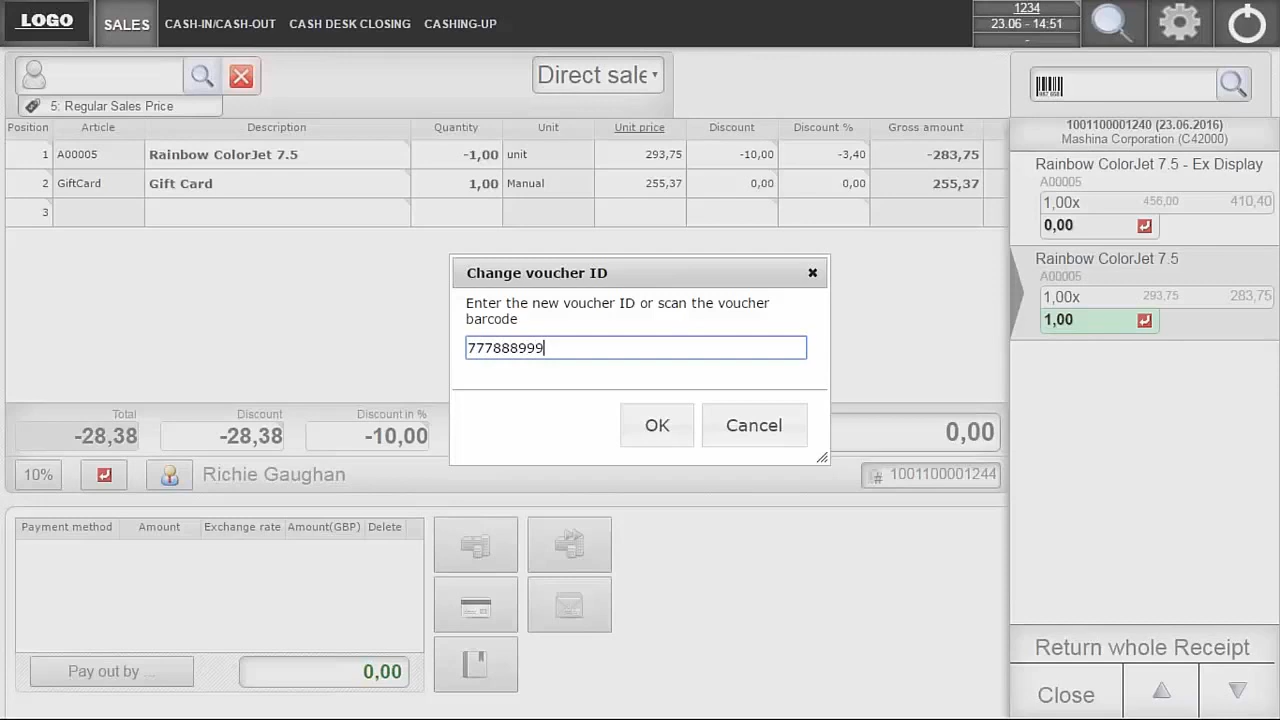 LOGO SALES CASH-IN/CASH-OUT CASH DESK CLOSING CASHING-UP 1234
23.06 - 14:51
-
Direct sale
5: Regular Sales Price
Position Article Description Quantity Unit Unit price Discount Discount % Gross amount
1 A00005 Rainbow ColorJet 7.5 -1,00 unit 293,75 -10,00 -3,40 -283,75
2 GiftCard Gift Card 1,00 Manual 255,37 0,00 0,00 255,37
3
Change voucher ID
Enter the new voucher ID or scan the voucher
barcode
777888999
OK Cancel
Total Discount Discount in %
-28,38 -28,38 -10,00 0,00
10% Richie Gaughan # 1001100001244
Payment method Amount Exchange rate Amount(GBP) Delete
Pay out by ... 0,00
1001100001240 (23.06.2016)
Mashina Corporation (C42000)
Rainbow ColorJet 7.5 - Ex Display
A00005
1,00x 456,00 410,40
0,00
Rainbow ColorJet 7.5
A00005
1,00x 293,75 283,75
1,00
Return whole Receipt
Close